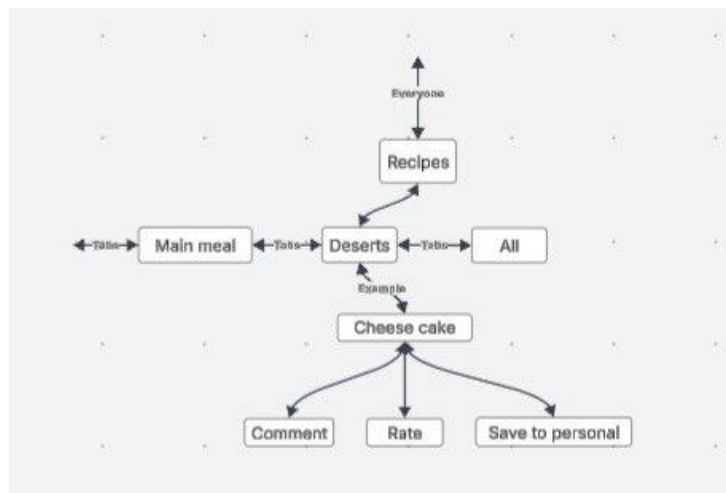 Everyone
Recipes
Tabs Main meal Tabs Deserts Tabs All
Example
Cheese cake
Comment Rate Save to personal